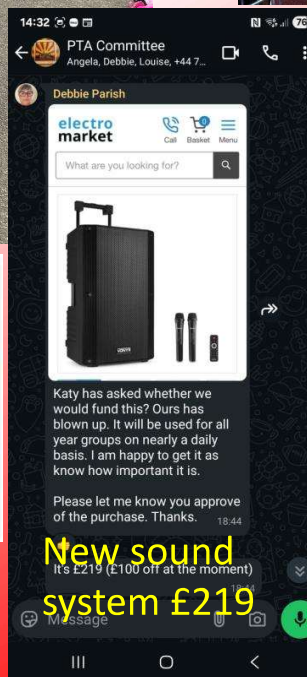 14:32
76
PTA Committee
Angela, Debbie, Louise, +44 7...
Debbie Parish
electro
market
Call Basket Menu
0
What are you looking for?
Katy has asked whether we
would fund this? Ours has
blown up. It will be used for all
year groups on nearly a daily
basis. I am happy to get it as
know how important it is.
Please let me know you approve
of the purchase. Thanks. 18:44
It's £219 (£100 off at the moment)
18:44
New sound
system £219
Message